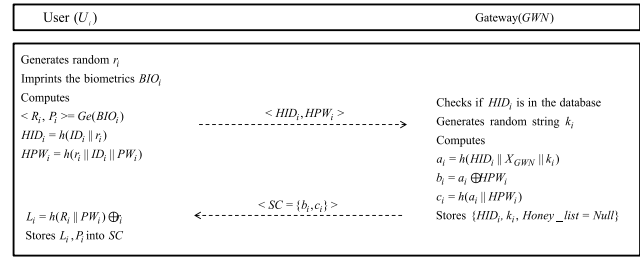 User (U_i)
Gateway(GWN)
Generates random r_i
Imprints the biometrics BIO_i
Computes
< R_i, P_i >= Ge(BIO_i)
HID_i = h(ID_i || r_i)
HPW_i = h(r_i || ID_i || PW_i)
< HID_i, HPW_i >
Checks if HID_i is in the database
Generates random string k_i
Computes
a_i = h(HID_i || X_GWN || k_i)
b_i = a_i ⊕ HPW_i
c_i = h(a_i || HPW_i)
Stores {HID_i, k_i, Honey_list = Null}
< SC = {b_i, c_i} >
L_i = h(R_i || PW_i) ⊕ r_i
Stores L_i, P_i into SC